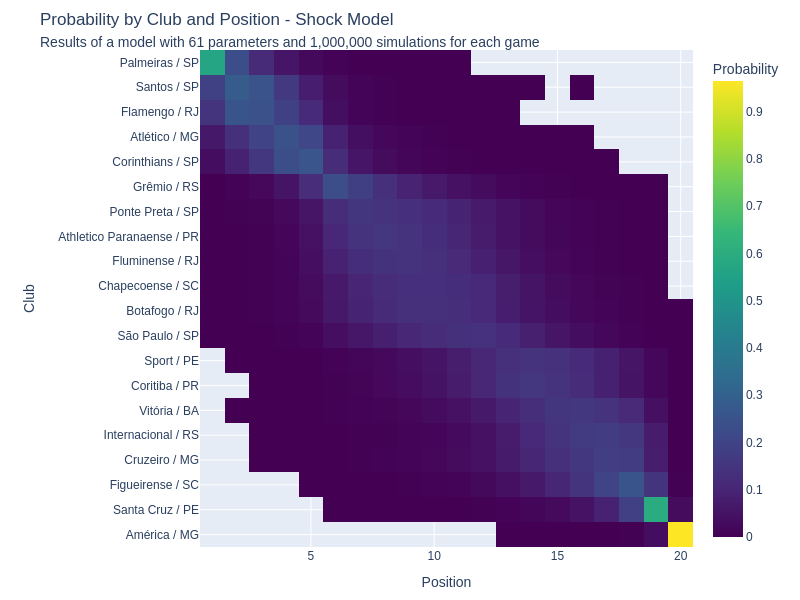 Probability by Club and Position - Shock Model
Results of a model with 61 parameters and 1,000,000 simulations for each game
Probability
Palmeiras / SP
Santos / SP
Flamengo / RJ
Atlético / MG
Corinthians / SP
Grêmio / RS
Ponte Preta / SP
Athletico Paranaense / PR
Fluminense / RJ
Chapecoense / SC
Botafogo / RJ
São Paulo / SP
Sport / PE
Coritiba / PR
Vitória / BA
Internacional / RS
Cruzeiro / MG
Figueirense / SC
Santa Cruz / PE
América / MG
Club
0.9
0.8
0.7
0.6
0.5
0.4
0.3
0.2
0.1
0
5
10
15
20
Position